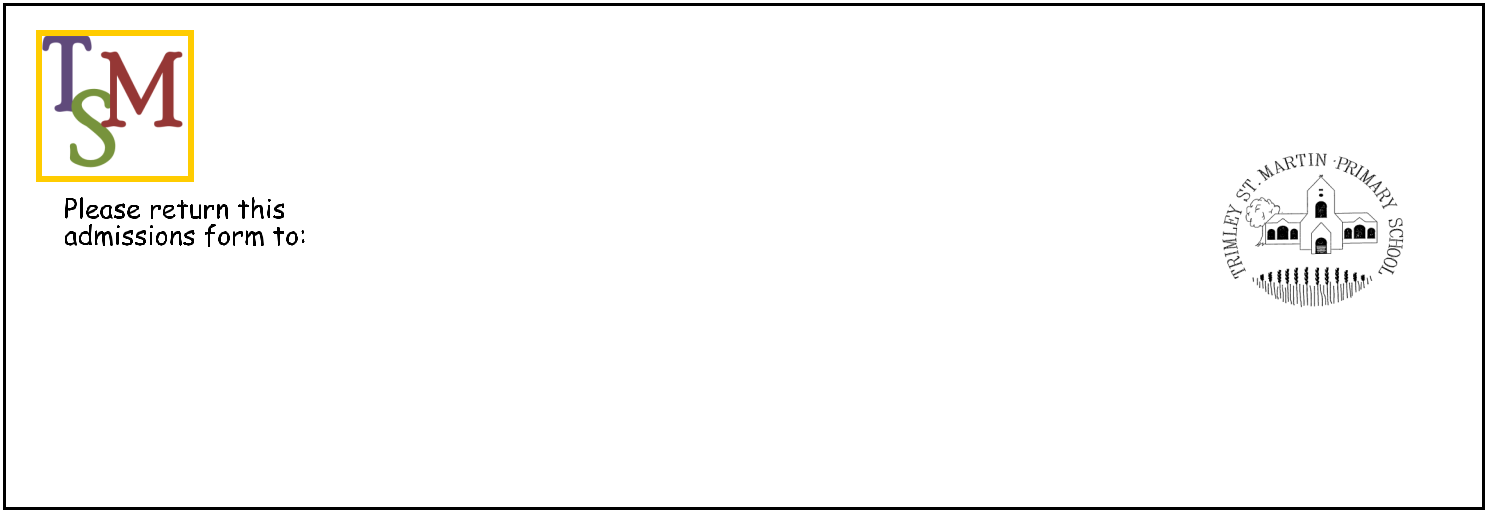 TSM
TRIMLEY ST. MARTIN · PRIMARY SCHOOL
Please return this
admissions form to: